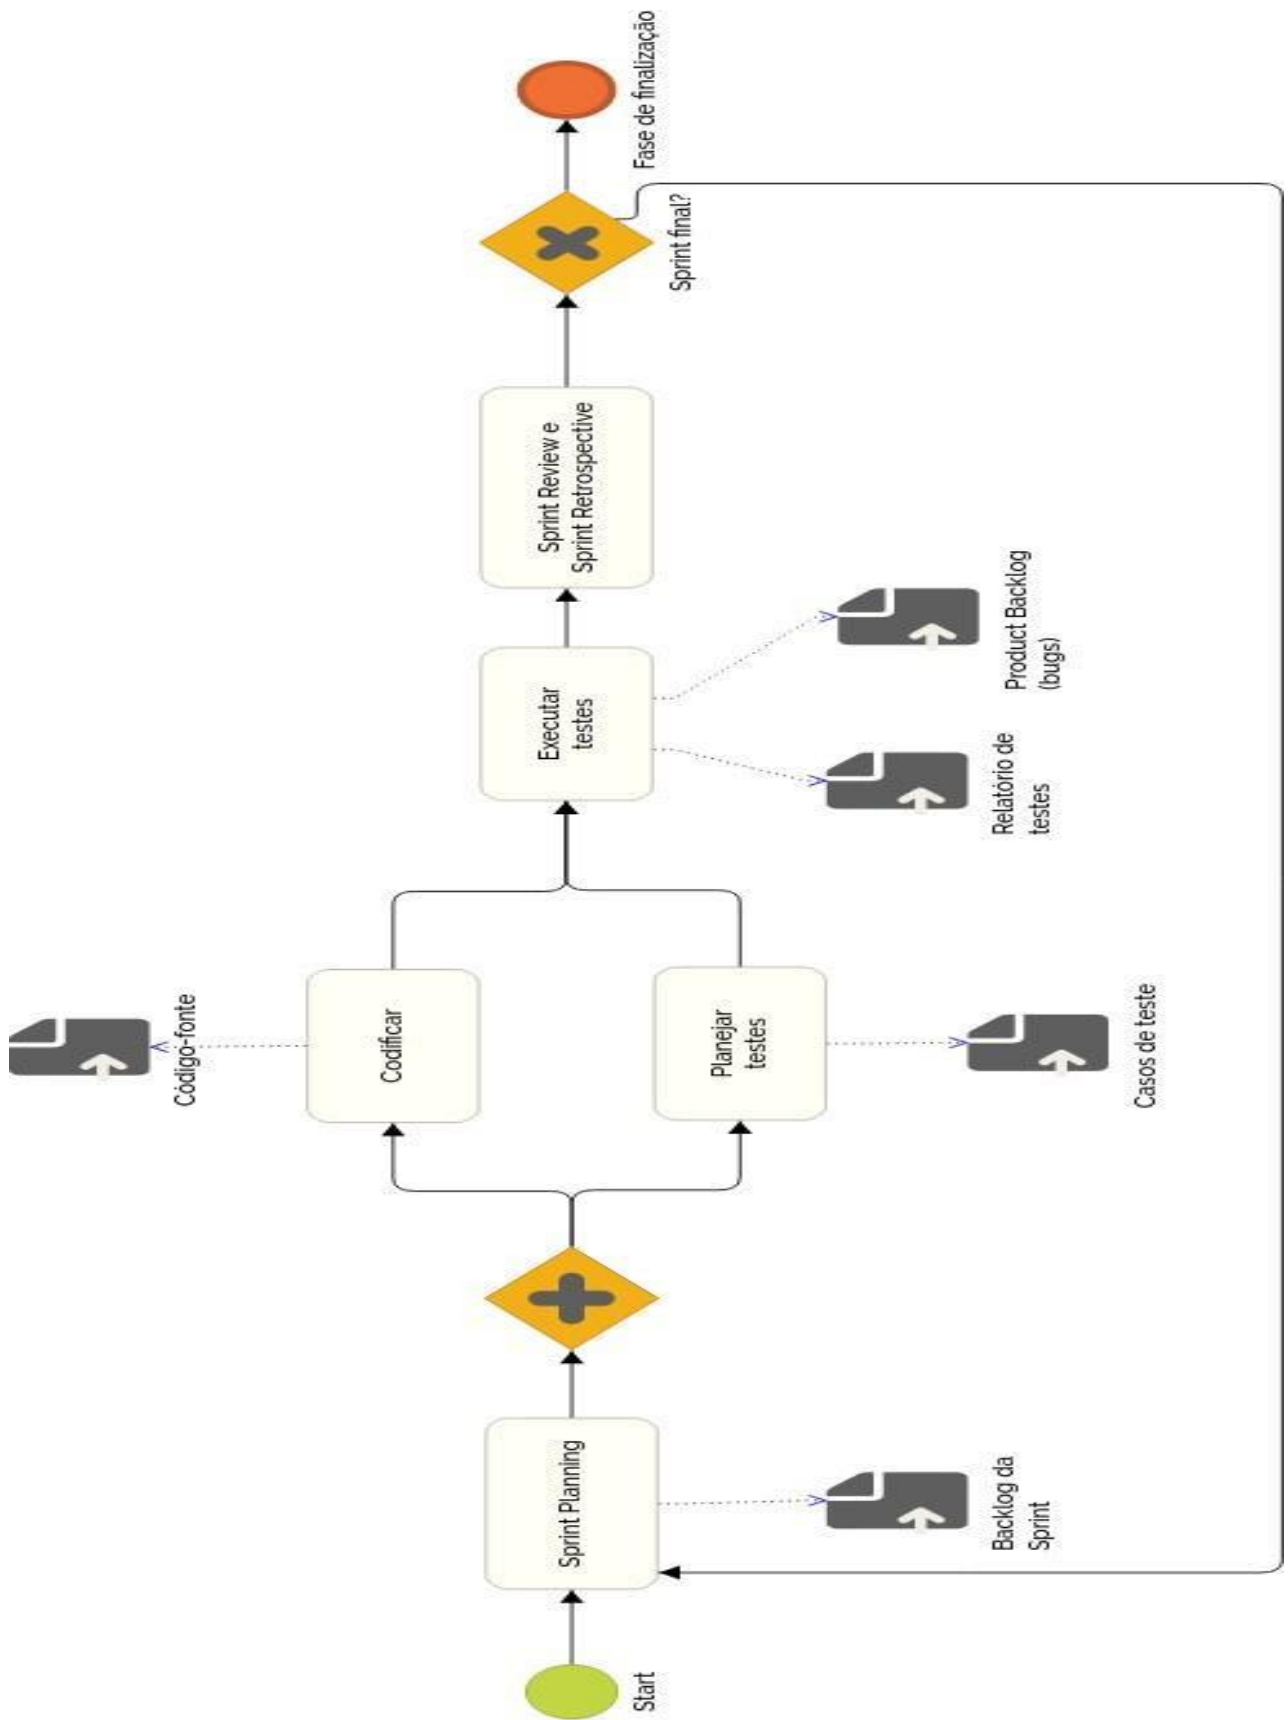 Start
Sprint Planning
Backlog da
Sprint
Codificar
Código-fonte
Planejar
testes
Casos de teste
Executar
testes
Relatório de
testes
Product Backlog
(bugs)
Sprint Review e
Sprint Retrospective
Sprint final?
Fase de finalização